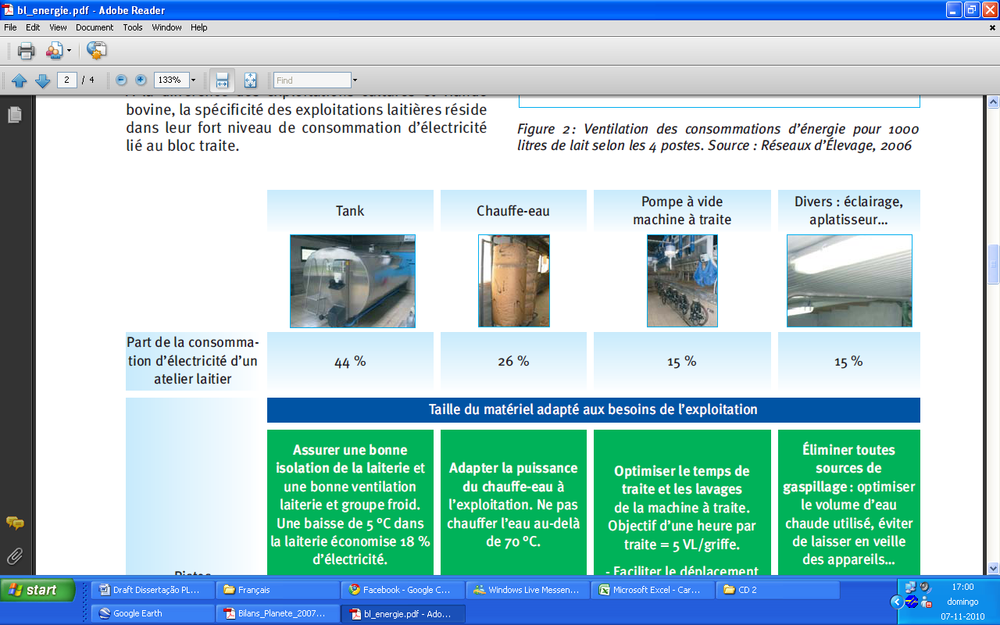 bl_energie.pdf - Adobe Reader
File Edit View Document Tools Window Help
2 / 4 133% Find
bovine, la spécificité des exploitations laitières réside
dans leur fort niveau de consommation d'électricité
lié au bloc traite.
Figure 2 : Ventilation des consommations d'énergie pour 1000
litres de lait selon les 4 postes. Source : Réseaux d'Élevage, 2006
Tank
Chauffe-eau
Pompe à vide
machine à traite
Divers : éclairage,
aplatisseur...
Part de la consomma-
tion d'électricité d'un
atelier laitier
44 %
26 %
15 %
15 %
Taille du matériel adapté aux besoins de l'exploitation
Assurer une bonne
isolation de la laiterie et
une bonne ventilation
laiterie et groupe froid.
Une baisse de 5 °C dans
la laiterie économise 18 %
d'électricité.
Adapter la puissance
du chauffe-eau à
l'exploitation. Ne pas
chauffer l'eau au-delà
de 70 °C.
Optimiser le temps de
traite et les lavages
de la machine à traite.
Objectif d'une heure par
traite = 5 VL/griffe.
- Faciliter le déplacement
Éliminer toutes
sources de
gaspillage : optimiser
le volume d'eau
chaude utilisé, éviter
de laisser en veille
des appareils...
start
Draft Dissertação PL...
Français
Facebook - Google C...
Windows Live Messen...
Microsoft Excel - Car...
CD 2
Google Earth
Bilans_Planete_2007...
bl_energie.pdf - Ado...
17:00
domingo
07-11-2010